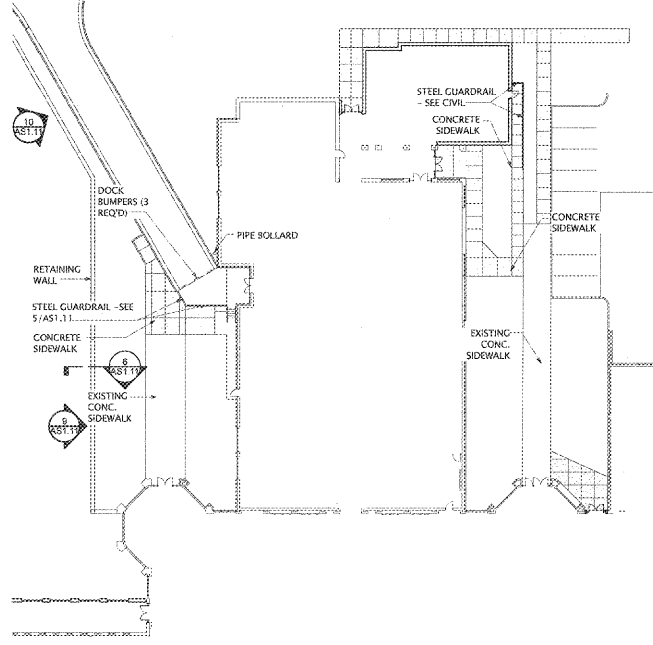 STEEL GUARDRAIL
- SEE CIVIL
CONCRETE
SIDEWALK
10
AS1.11
DOCK
BUMPERS (3
REQ'D)
PIPE BOLLARD
CONCRETE
SIDEWALK
RETAINING
WALL
STEEL GUARDRAIL -SEE
5/AS1.11
CONCRETE
SIDEWALK
EXISTING
CONC.
SIDEWALK
6
AS1.11
EXISTING
CONC.
SIDEWALK
9
AS1.11